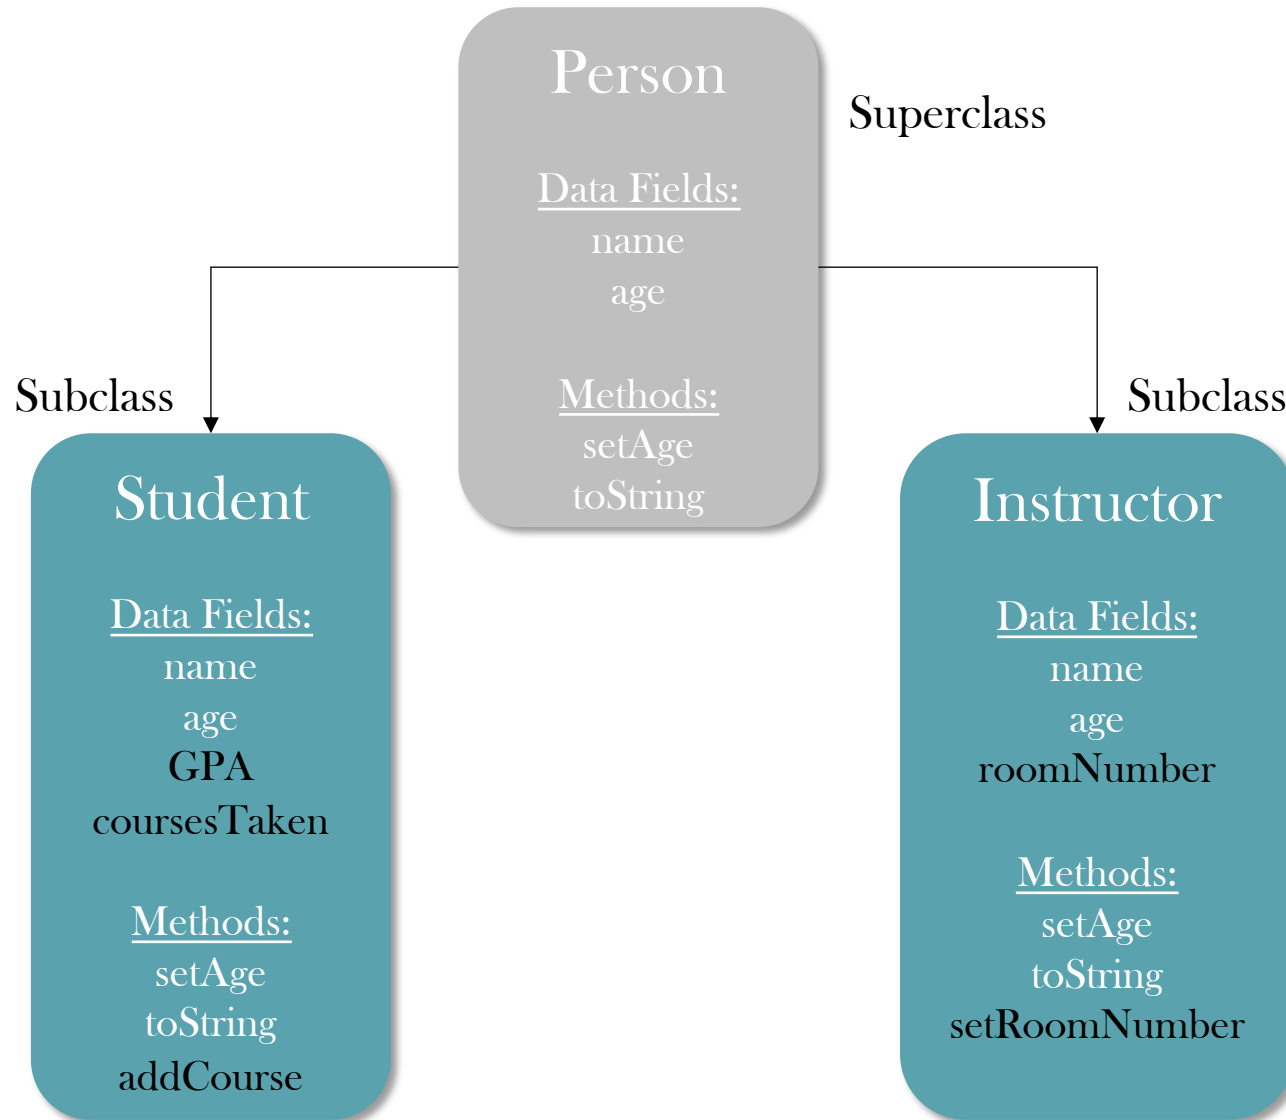 Person
Superclass
Data Fields:
name
age
Methods:
setAge
toString
Subclass
Student
Data Fields:
name
age
GPA
coursesTaken
Methods:
setAge
toString
addCourse
Subclass
Instructor
Data Fields:
name
age
roomNumber
Methods:
setAge
toString
setRoomNumber